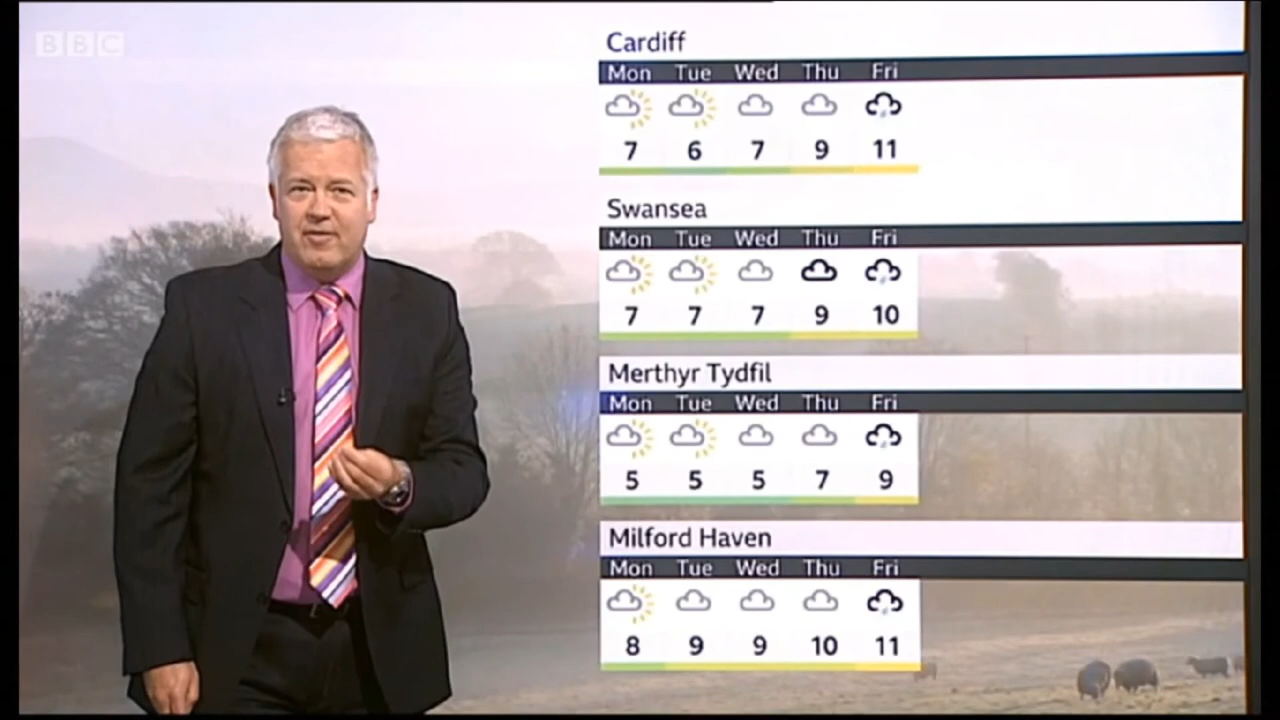 BBC
Cardiff
Mon Tue Wed Thu Fri
7 6 7 9 11
Swansea
Mon Tue Wed Thu Fri
7 7 7 9 10
Merthyr Tydfil
Mon Tue Wed Thu Fri
5 5 5 7 9
Milford Haven
Mon Tue Wed Thu Fri
8 9 9 10 11